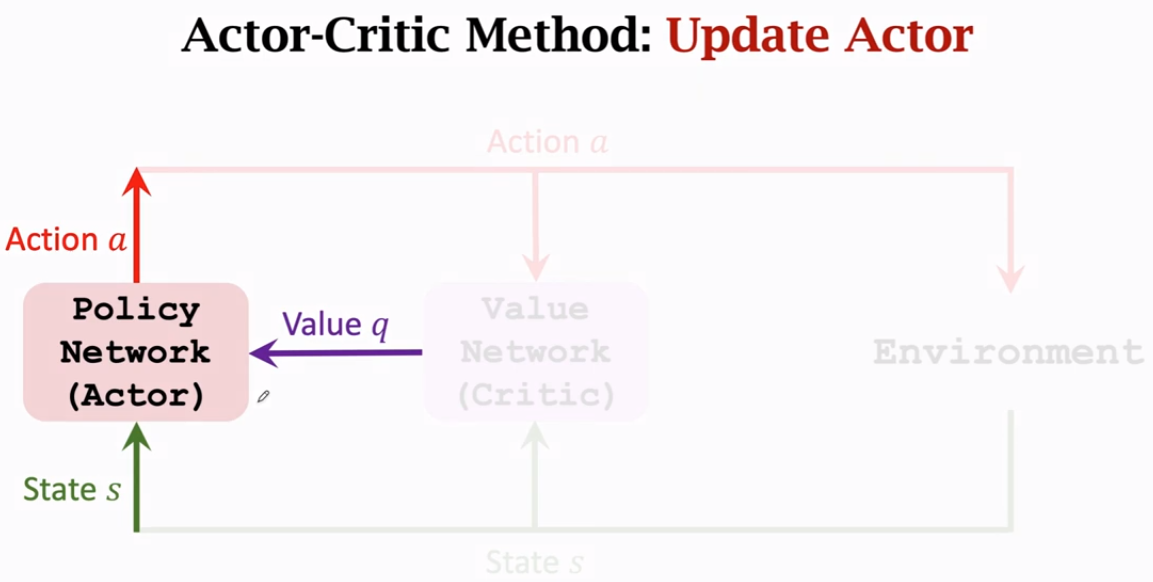 Actor-Critic Method: Update Actor
Action a
Action a
Policy
Network
(Actor)
Value q
Value
Network
(Critic)
Environment
State s
State s